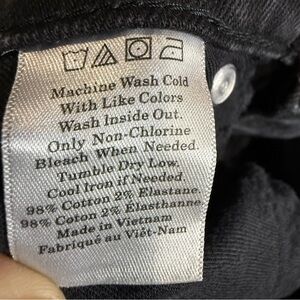 Machine Wash Cold
With Like Colors
Wash Inside Out.
Only Non-Chlorine
Bleach When Needed.
Tumble Dry Low.
Cool Iron if Needed.
98% Cotton 2% Elastane.
98% Coton 2% Elasthanne.
Made in Vietnam
Fabriqué au Viêt-Nam